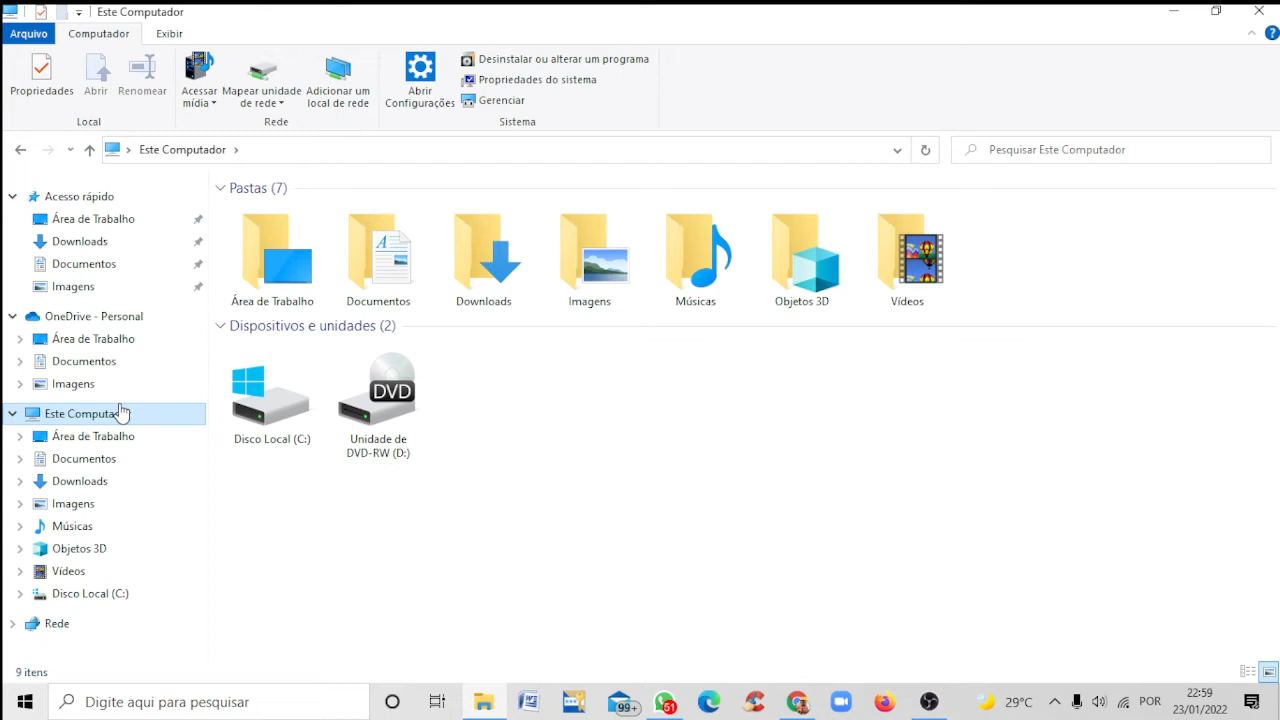 Este Computador
Arquivo
Computador
Exibir
Propriedades
Abrir
Renomear
Acessar mídia
Mapear unidade de rede
Adicionar um local de rede
Abrir Configurações
Desinstalar ou alterar um programa
Propriedades do sistema
Gerenciar
Local
Rede
Sistema
Este Computador
Pesquisar Este Computador
Acesso rápido
Área de Trabalho
Downloads
Documentos
Imagens
OneDrive - Personal
Área de Trabalho
Documentos
Imagens
Este Computa
Área de Trabalho
Documentos
Downloads
Imagens
Músicas
Objetos 3D
Vídeos
Disco Local (C:)
Rede
Pastas (7)
Área de Trabalho
Documentos
Downloads
Imagens
Músicas
Objetos 3D
Vídeos
Dispositivos e unidades (2)
DVD
Disco Local (C:)
Unidade de
DVD-RW (D:)
9 itens
Digite aqui para pesquisar
99+
51
29°C
POR
22:59
23/01/2022